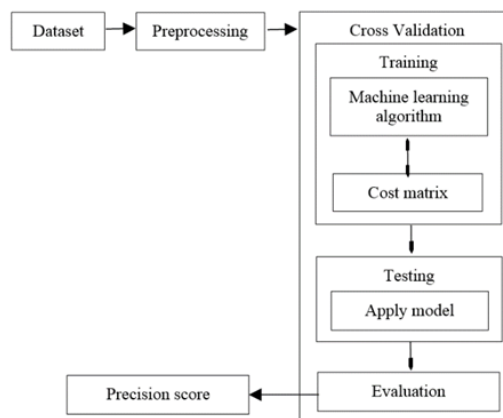 Dataset
Preprocessing
Cross Validation
Training
Machine learning
algorithm
Cost matrix
Testing
Apply model
Evaluation
Precision score